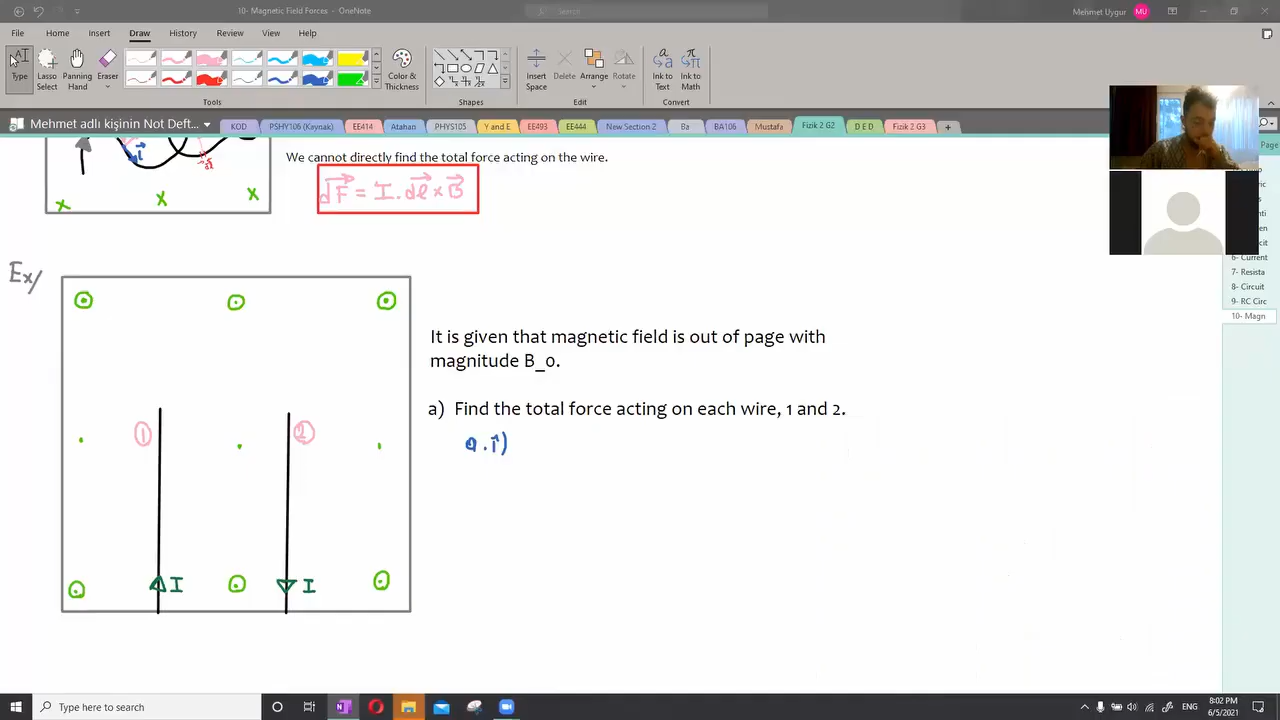 10- Magnetic Field Forces - OneNote
Search
Mehmet Uygur
MU
File Home Insert Draw History Review View Help
Type
Lasso Select
Panning Hand
Eraser
Color & Thickness
Insert Space
Delete
Arrange
Rotate
Ink to Text
Ink to Math
Tools
Shapes
Edit
Convert
Mehmet adlı kişinin Not Deft...
KOD PSHY106 (Kaynak) EE414 Atahan PHYS105 Y and E EE493 EE444 New Section 2 Ba BA106 Mustafa Fizik 2 G2 D E D Fizik 2 G3 +
Page
We cannot directly find the total force acting on the wire.
dF = I. dl × B
x x x
i
dl
6- Current
7- Resista
8- Circuit
9- RC Circ
10- Magn
Ex/
It is given that magnetic field is out of page with
magnitude B_0.
a) Find the total force acting on each wire, 1 and 2.
a.i)
1
2
I
I
Type here to search
ENG
8:02 PM
6/5/2021